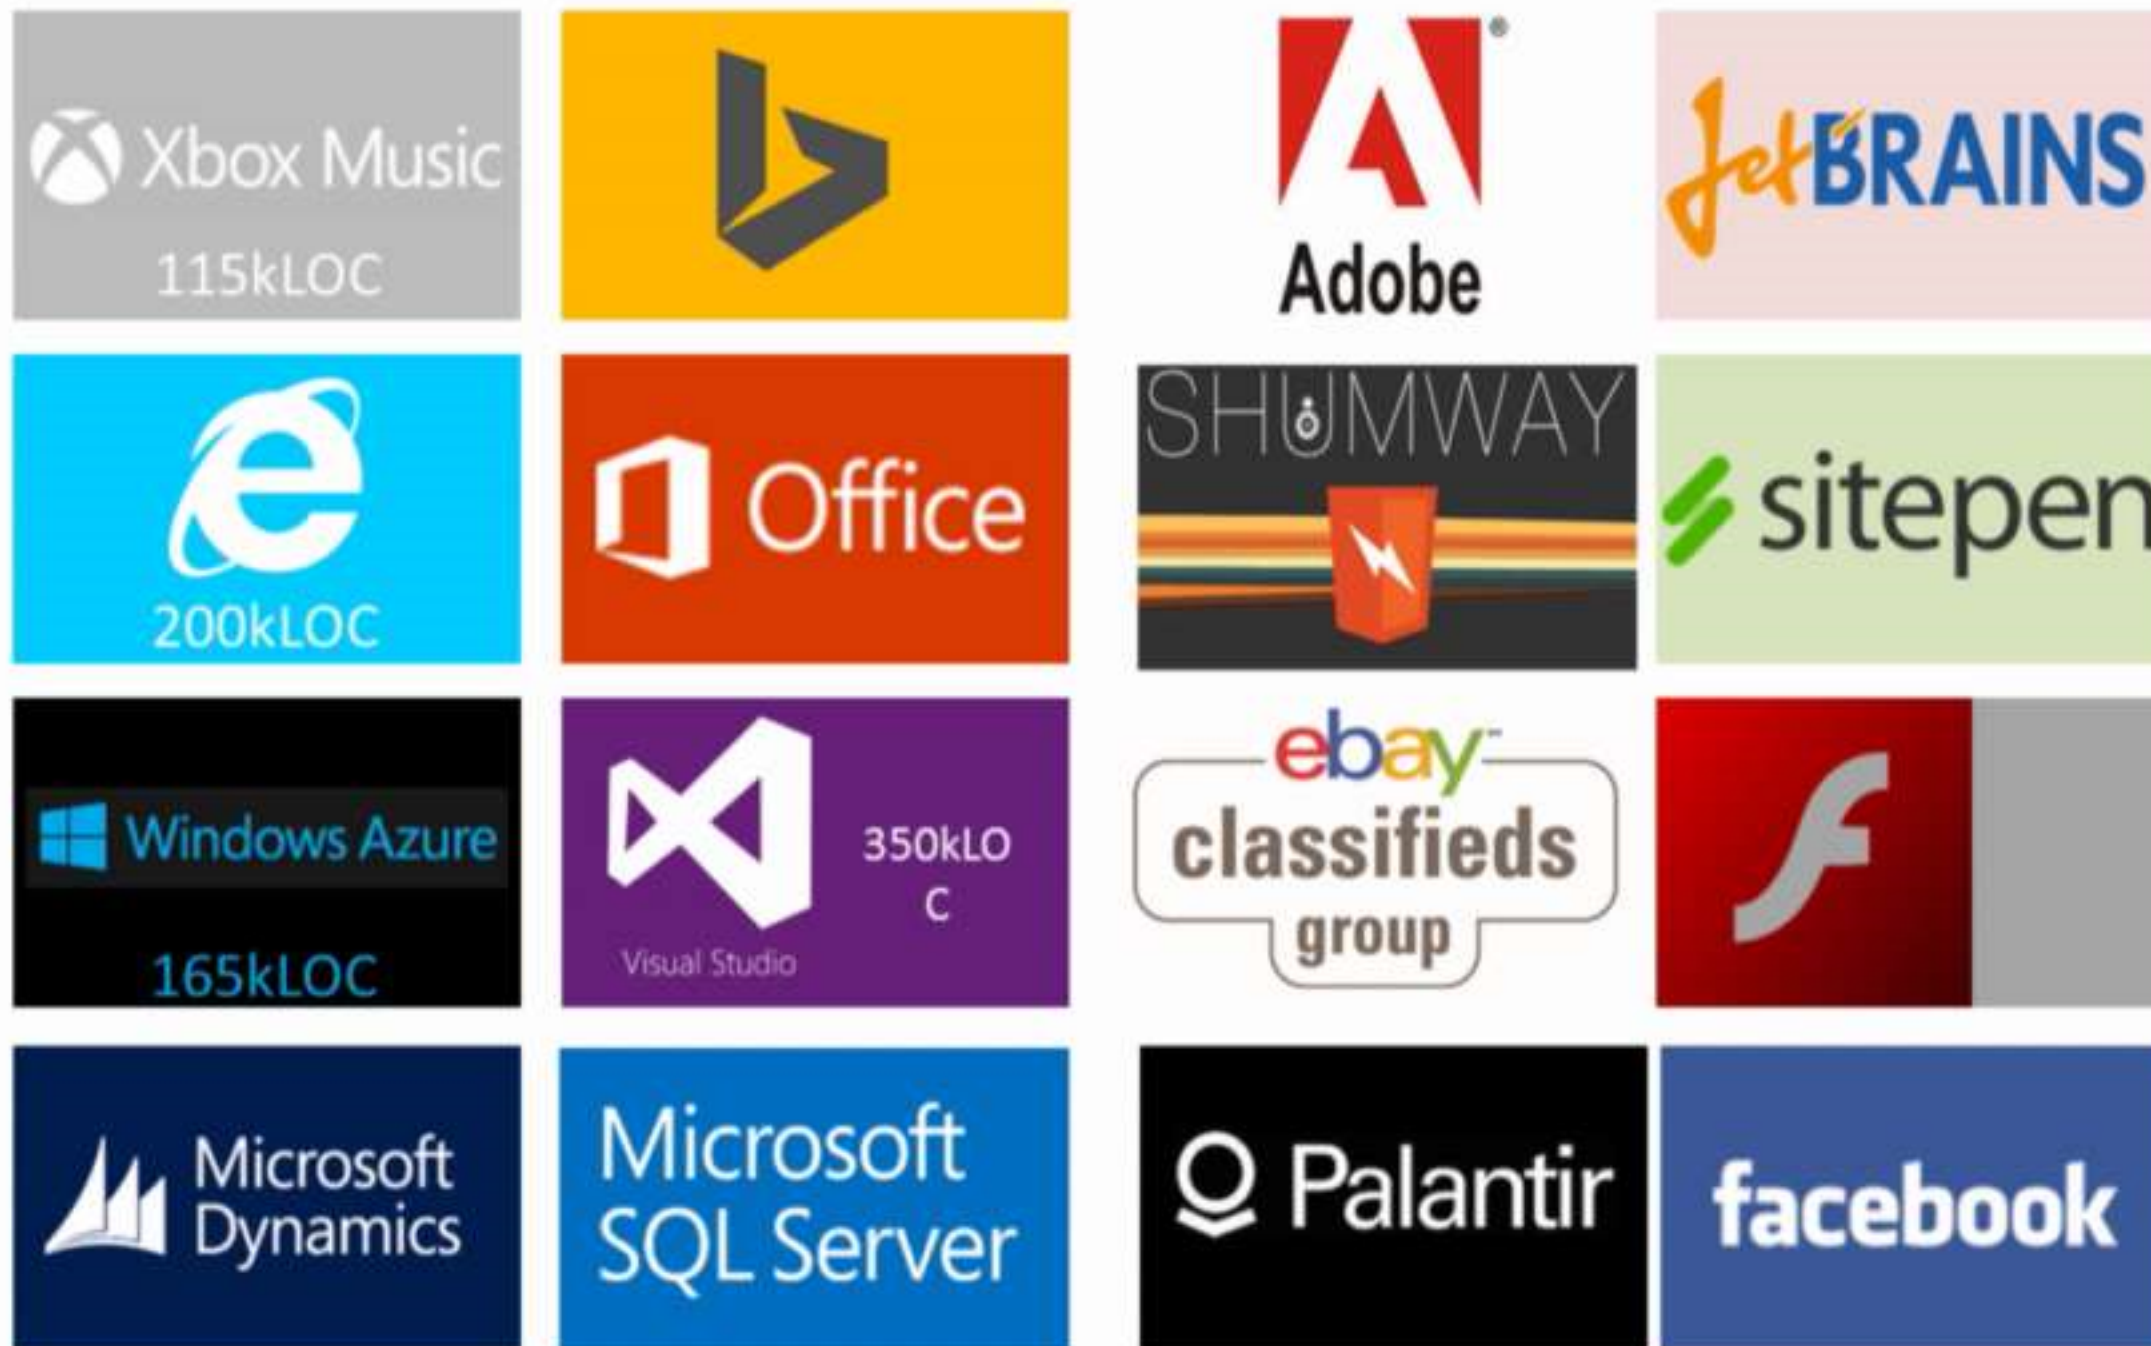 Xbox Music
115kLOC
Adobe
®
JetBRAINS
e
200kLOC
Office
SHUMWAY
sitepen
Windows Azure
165kLOC
350kLO
C
Visual Studio
ebay™
classifieds
group
f
Microsoft
Dynamics
Microsoft
SQL Server
Palantir
facebook